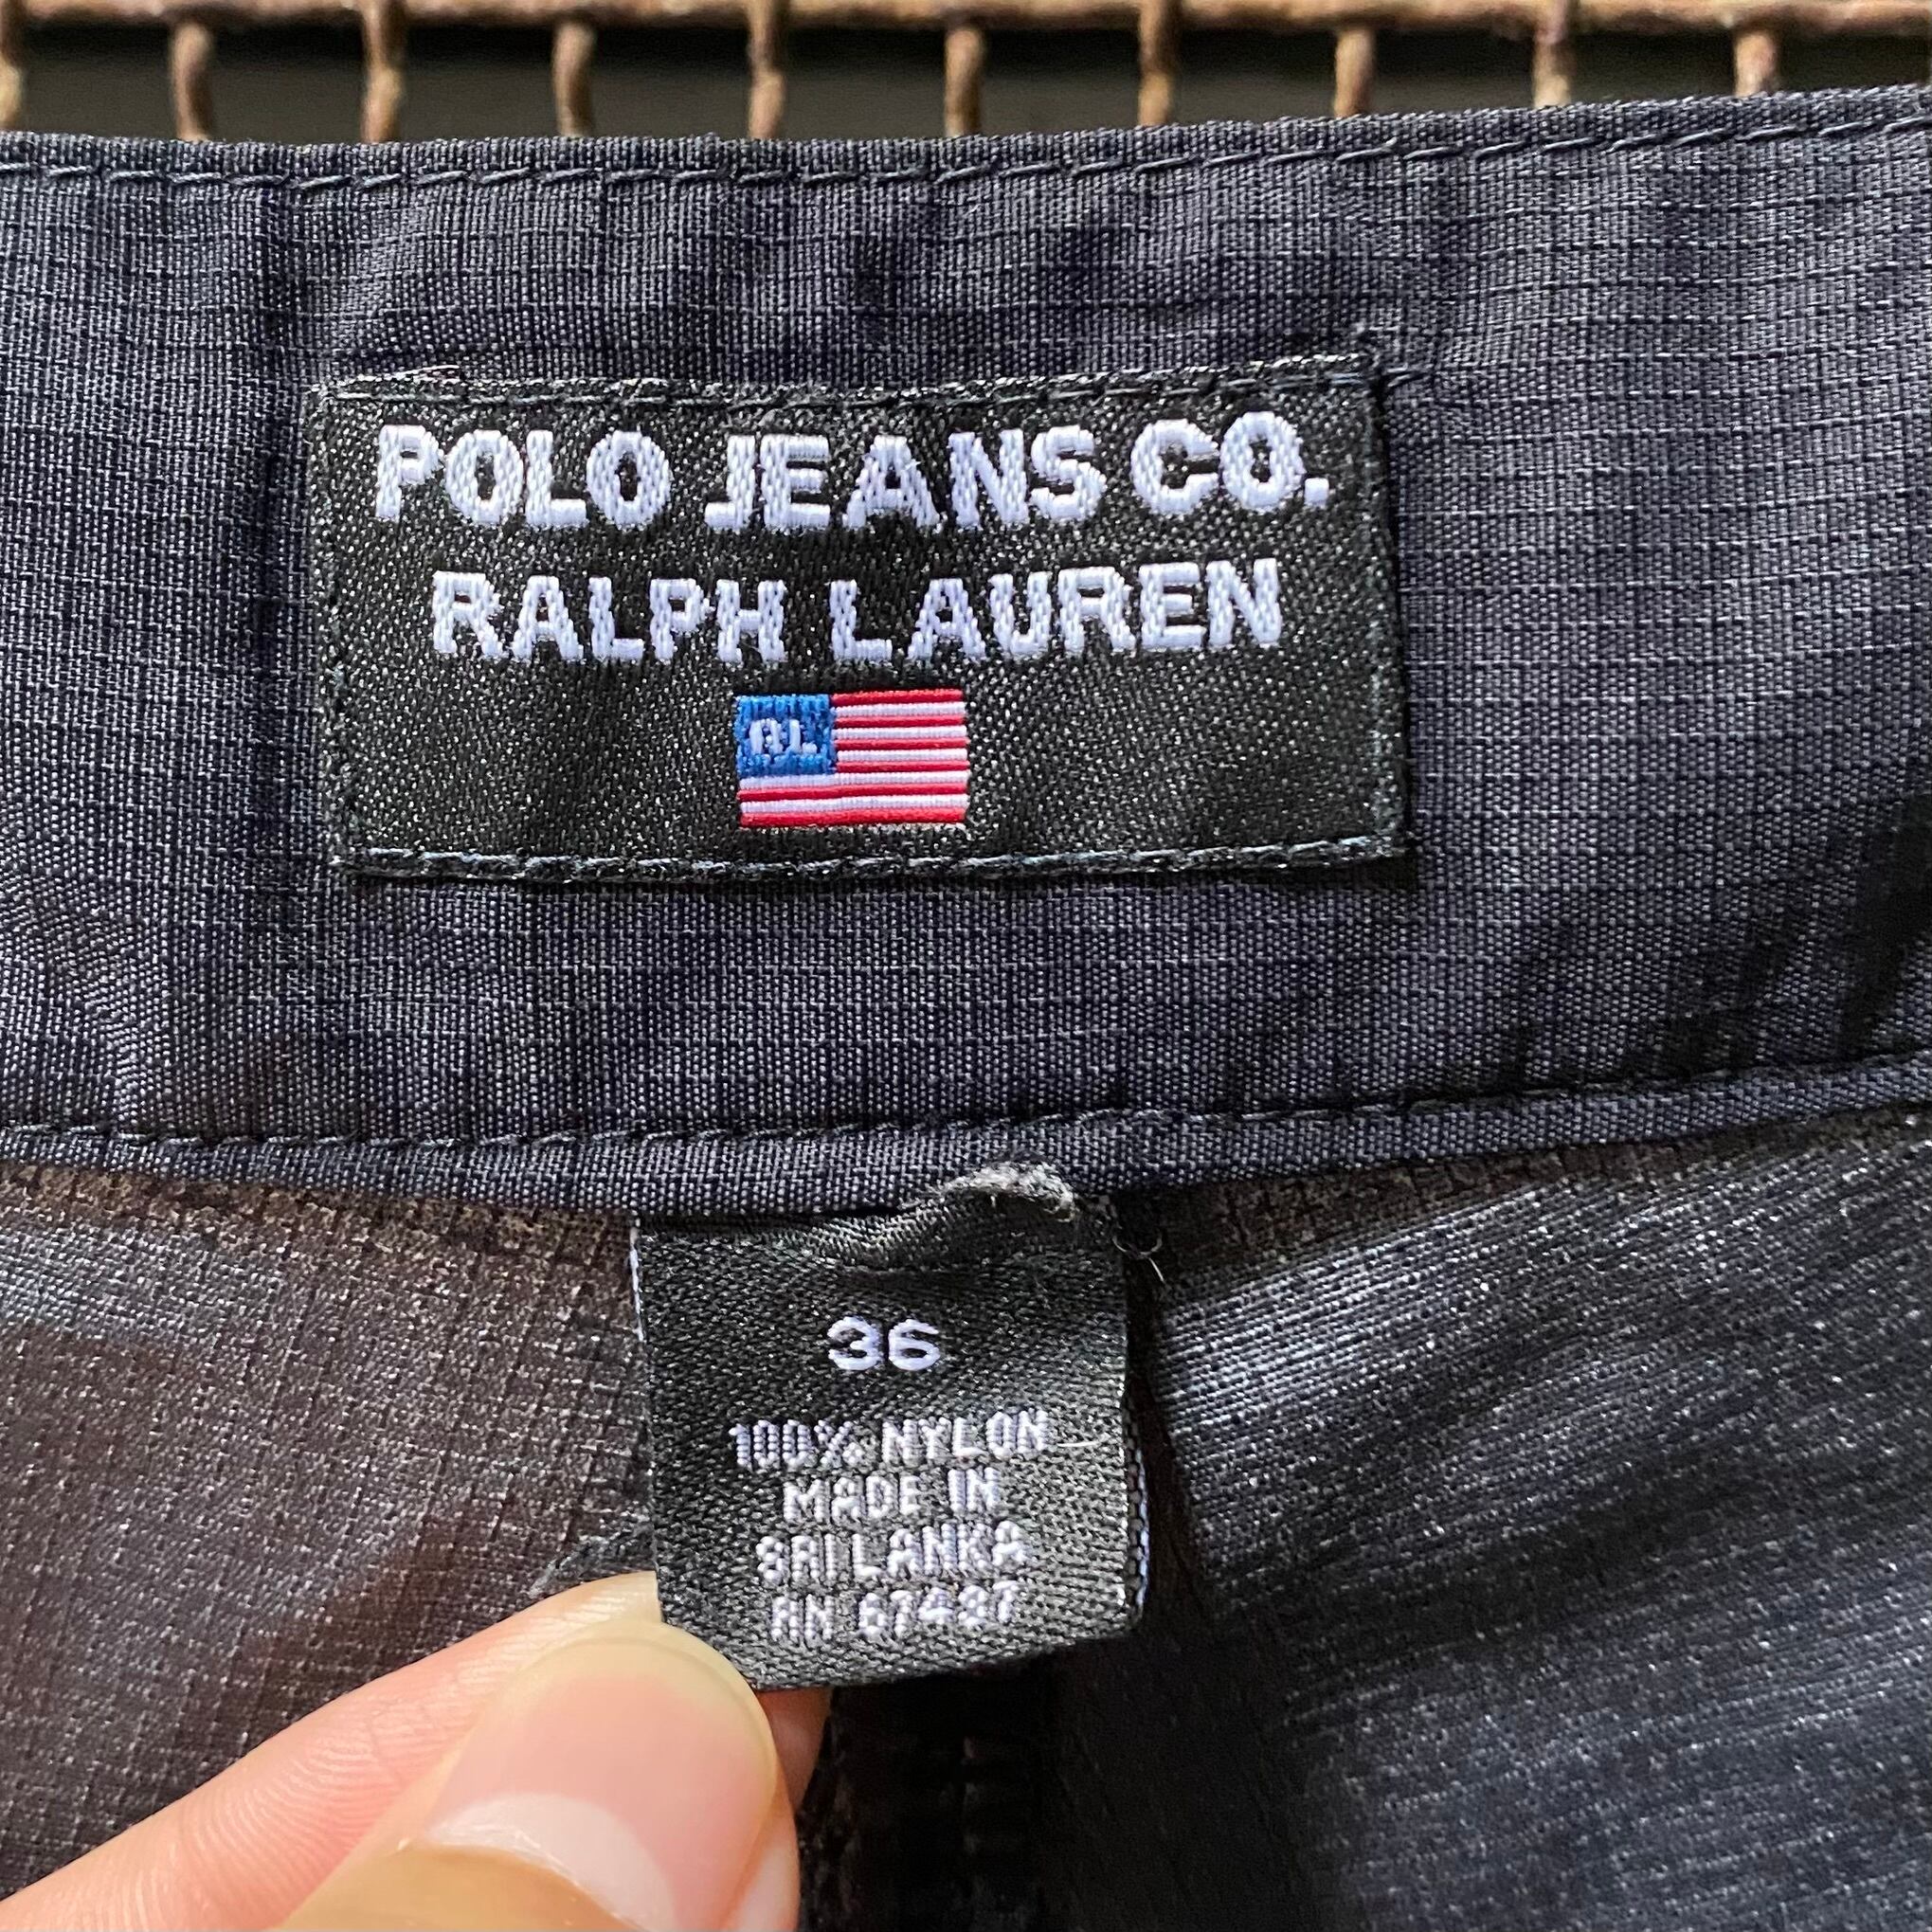 POLO JEANS CO.
RALPH LAUREN
RL
36
100% NYLON
MADE IN
SRI LANKA
RN 67437